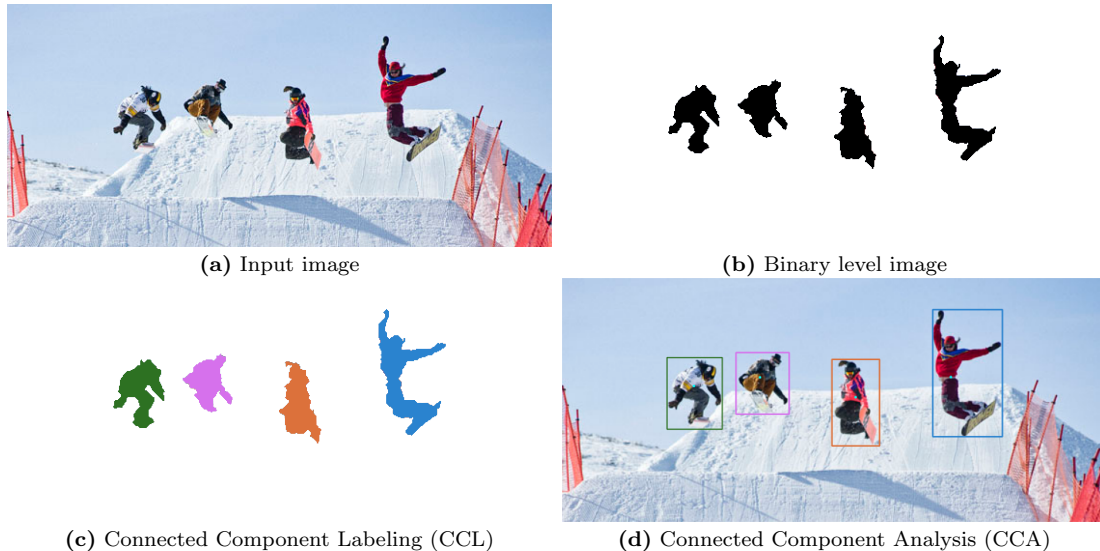 (a) Input image
(b) Binary level image
(c) Connected Component Labeling (CCL)
(d) Connected Component Analysis (CCA)